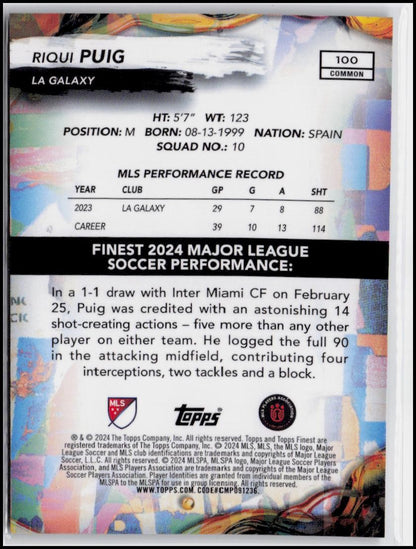 RIQUI PUIG
LA GALAXY
100
COMMON
HT: 5'7" WT: 123
POSITION: M BORN: 08-13-1999 NATION: SPAIN
SQUAD NO.: 10
MLS PERFORMANCE RECORD
YEAR CLUB GP G A SHT
2023 LA GALAXY 29 7 8 88
CAREER 39 10 13 114
FINEST 2024 MAJOR LEAGUE
SOCCER PERFORMANCE:
In a 1-1 draw with Inter Miami CF on February
25, Puig was credited with an astonishing 14
shot-creating actions – five more than any other
player on either team. He logged the full 90
in the attacking midfield, contributing four
interceptions, two tackles and a block.
MLS
Topps
® & © 2024 The Topps Company, Inc. All rights reserved. Topps and Topps Finest are
registered trademarks of The Topps Company, Inc. © 2024 MLS, MLS, the MLS logo, Major
League Soccer and MLS club identifications are trademarks and copyrights of Major League
Soccer, L.L.C. All rights reserved. © 2024 MLSPA, MLSPA logo, Major League Soccer Players
Association, and MLS Players Association are trademarks and copyrights of Major League
Soccer Players Association. Player Identifications are granted from individual members of the
MLSPA to the MLSPA for use in group licensing. All rights reserved.
WWW.TOPPS.COM. CODE#CMP091236.